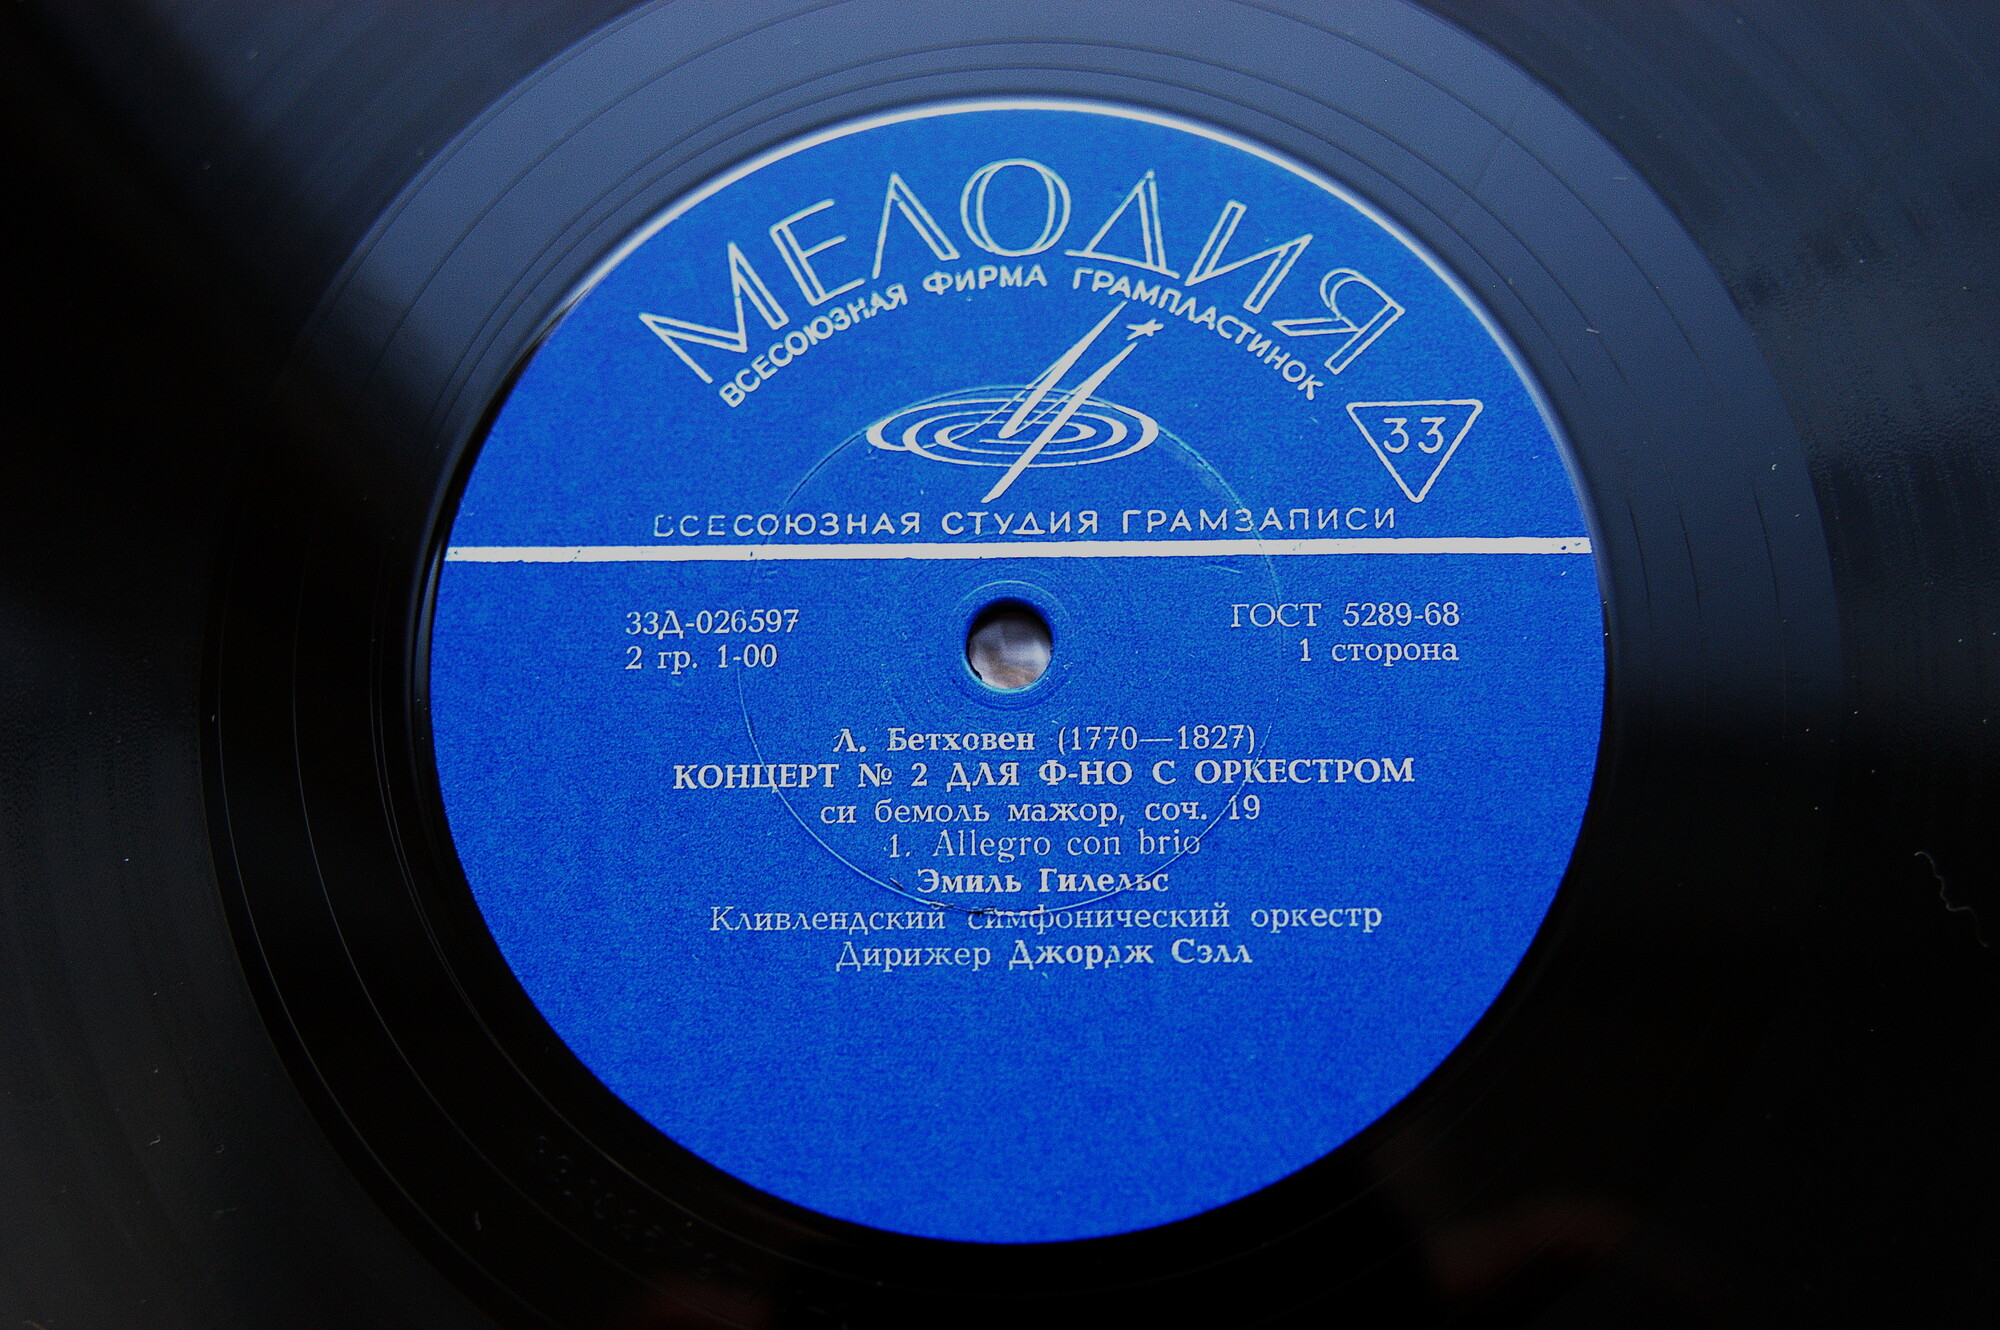 МЕЛОДИЯ
ВСЕСОЮЗНАЯ ФИРМА ГРАМПЛАСТИНОК
33
ВСЕСОЮЗНАЯ СТУДИЯ ГРАМЗАПИСИ
33Д-026597
ГОСТ 5289-68
2 гр. 1-00
1 сторона
Л. Бетховен (1770—1827)
КОНЦЕРТ № 2 ДЛЯ Ф-НО С ОРКЕСТРОМ
си бемоль мажор, соч. 19
1. Allegro con brio
Эмиль Гилельс
Кливлендский симфонический оркестр
Дирижер Джордж Сэлл